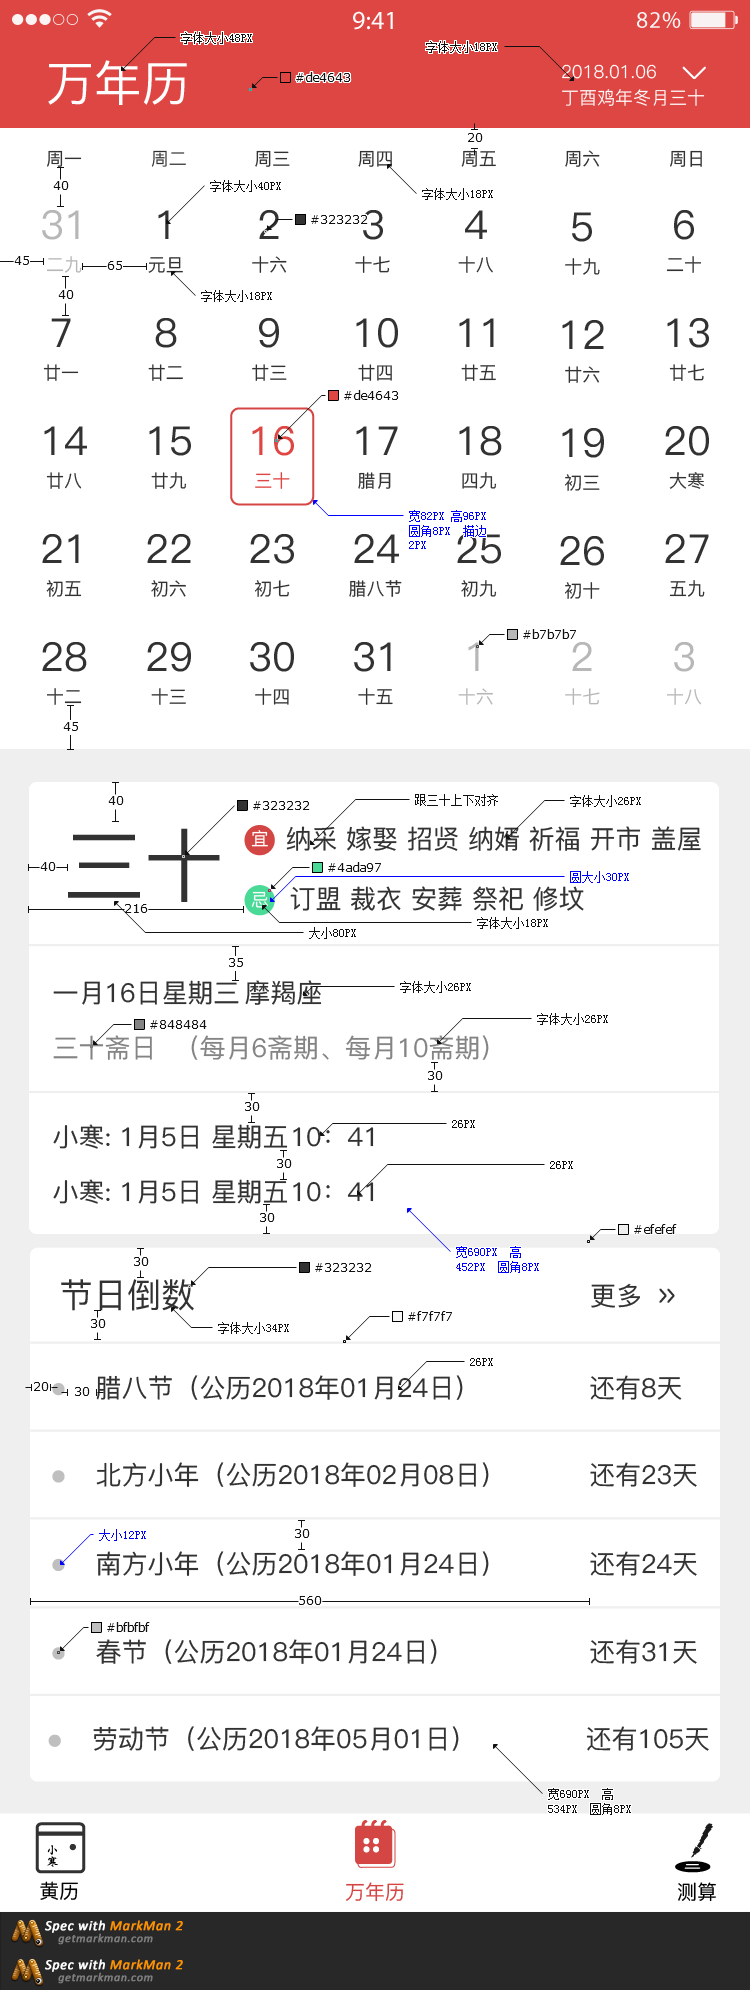 9:41
82%
字体大小48PX
字体大小18PX
万年历
#de4643
2018.01.06
丁酉鸡年冬月三十
20
周一 周二 周三 周四 周五 周六 周日
40
字体大小40PX
字体大小18PX
31 1 2 3 4 5 6
#323232
二九 元旦 十六 十七 十八 十九 二十
45
65
字体大小18PX
40
7 8 9 10 11 12 13
廿一 廿二 廿三 廿四 廿五 廿六 廿七
#de4643
14 15 16 17 18 19 20
廿八 廿九 三十 腊月 四九 初三 大寒
宽82PX 高96PX
圆角8PX 描边
2PX
21 22 23 24 25 26 27
初五 初六 初七 腊八节 初九 初十 五九
#b7b7b7
28 29 30 31 1 2 3
十二 十三 十四 十五 十六 十七 十八
45
40
#323232
跟三十上下对齐
字体大小26PX
三十
宜 纳采 嫁娶 招贤 纳婿 祈福 开市 盖屋
40
#4ada97
圆大小30PX
忌 订盟 裁衣 安葬 祭祀 修坟
216
字体大小18PX
大小80PX
35
一月16日星期三 摩羯座
字体大小26PX
#848484
字体大小26PX
三十斋日 （每月6斋期、每月10斋期）
30
30
26PX
小寒: 1月5日 星期五10：41
30
26PX
小寒: 1月5日 星期五10：41
30
#efefef
宽690PX 高
452PX 圆角8PX
30
#323232
节日倒数
更多 »
30
#f7f7f7
字体大小34PX
26PX
20
30
腊八节（公历2018年01月24日） 还有8天
北方小年（公历2018年02月08日） 还有23天
大小12PX
30
南方小年（公历2018年01月24日） 还有24天
560
#bfbfbf
春节（公历2018年01月24日） 还有31天
劳动节（公历2018年05月01日） 还有105天
宽690PX 高
534PX 圆角8PX
小寒
黄历 万年历 测算
Spec with MarkMan 2
getmarkman.com
Spec with MarkMan 2
getmarkman.com